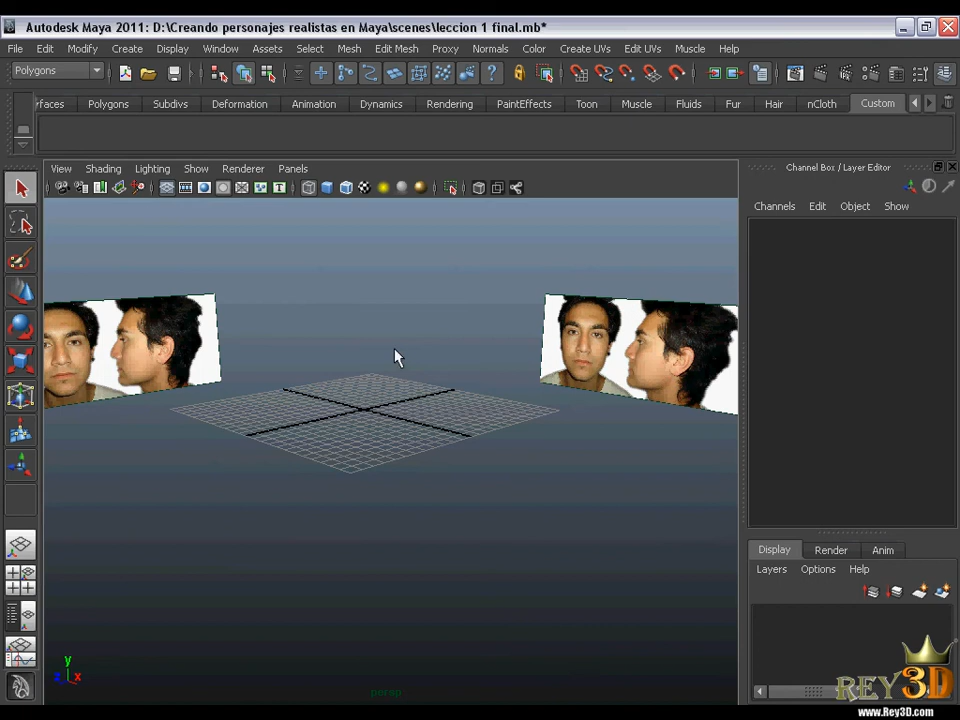 Autodesk Maya 2011: D:\Creando personajes realistas en Maya\scenes\leccion 1 final.mb*
File Edit Modify Create Display Window Assets Select Mesh Edit Mesh Proxy Normals Color Create UVs Edit UVs Muscle Help
Polygons
rfaces Polygons Subdivs Deformation Animation Dynamics Rendering PaintEffects Toon Muscle Fluids Fur Hair nCloth Custom
View Shading Lighting Show Renderer Panels
Channel Box / Layer Editor
Channels Edit Object Show
Display Render Anim
Layers Options Help
y
z x
persp
REY3D
www.Rey3D.com